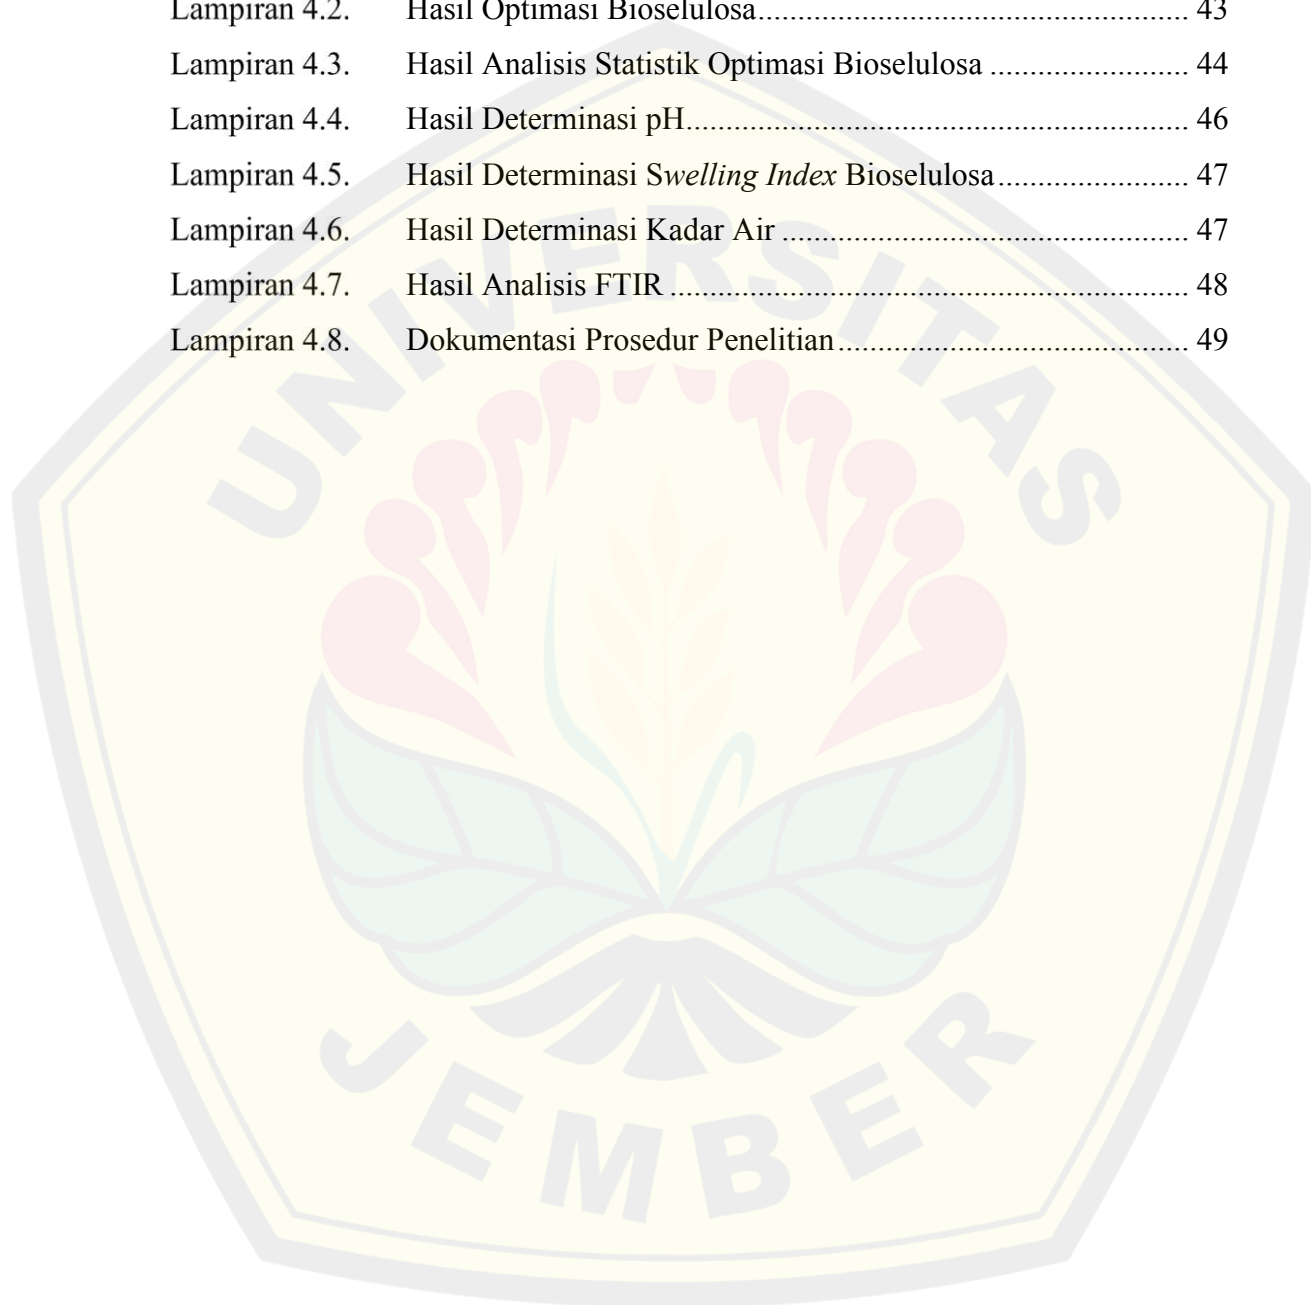 Lampiran 4.2. Hasil Optimasi Bioselulosa...................................................... 43
Lampiran 4.3. Hasil Analisis Statistik Optimasi Bioselulosa ......................... 44
Lampiran 4.4. Hasil Determinasi pH............................................................... 46
Lampiran 4.5. Hasil Determinasi Swelling Index Bioselulosa........................ 47
Lampiran 4.6. Hasil Determinasi Kadar Air ................................................... 47
Lampiran 4.7. Hasil Analisis FTIR ................................................................. 48
Lampiran 4.8. Dokumentasi Prosedur Penelitian............................................ 49
UNIVERSITAS
JEMBER